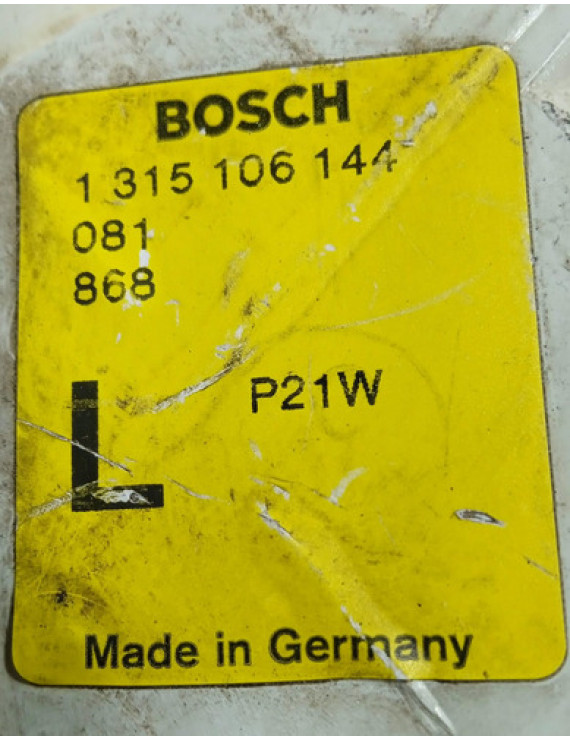 BOSCH
1 315 106 144
081
868
P21W
L
Made in Germany